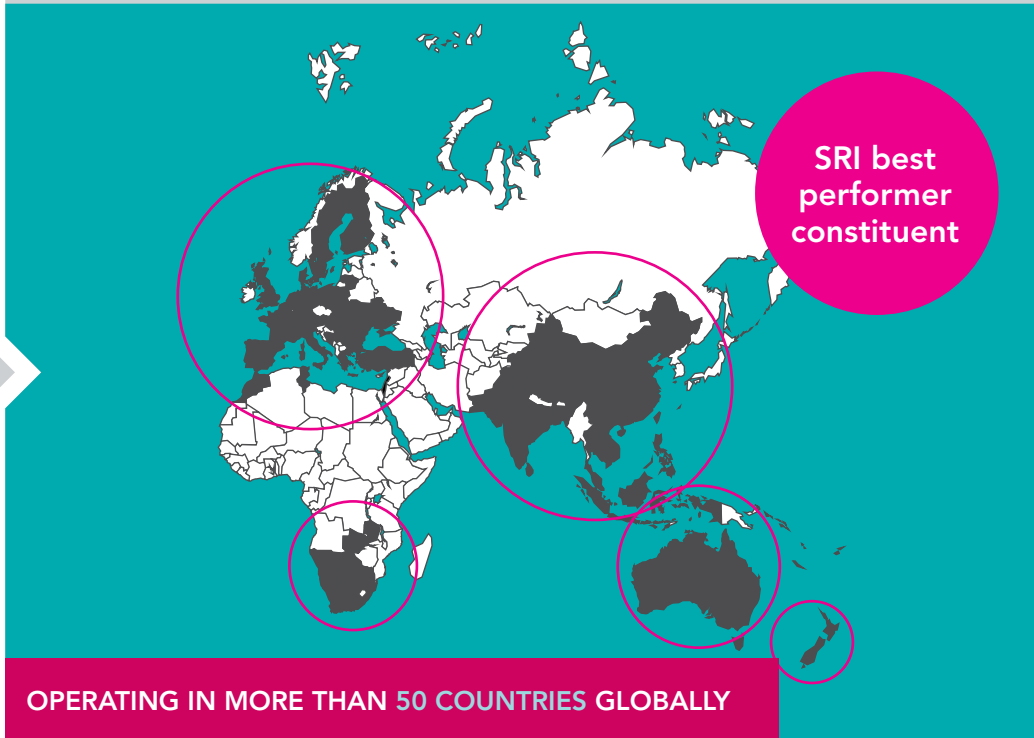 SRI best
performer
constituent
OPERATING IN MORE THAN 50 COUNTRIES GLOBALLY